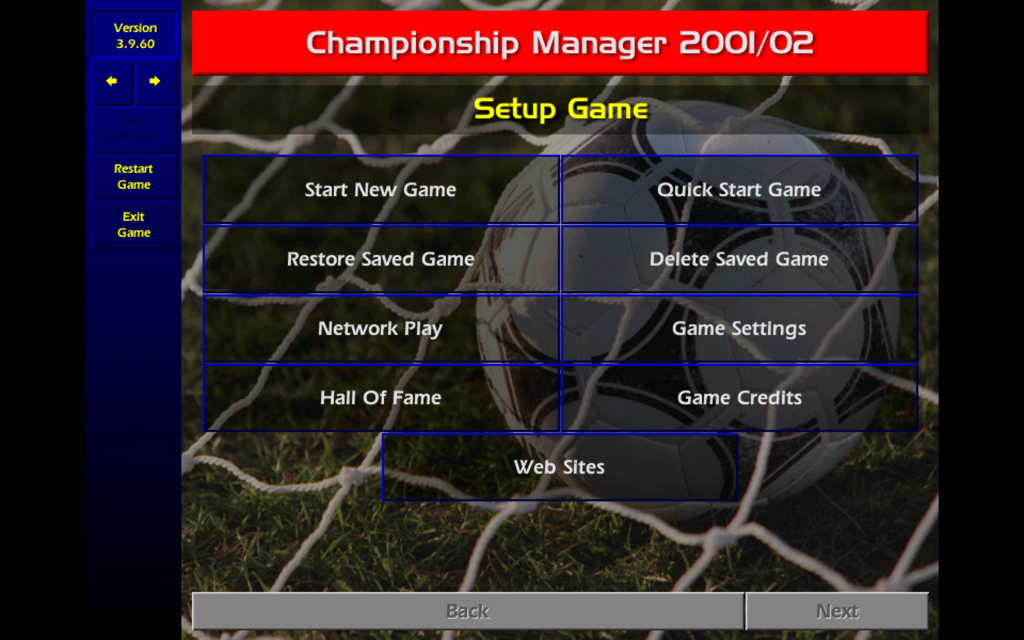 Version
3.9.60
Championship Manager 2001/02
Setup Game
Restart
Game
Exit
Game
Start New Game
Quick Start Game
Restore Saved Game
Delete Saved Game
Network Play
Game Settings
Hall Of Fame
Game Credits
Web Sites
Back
Next